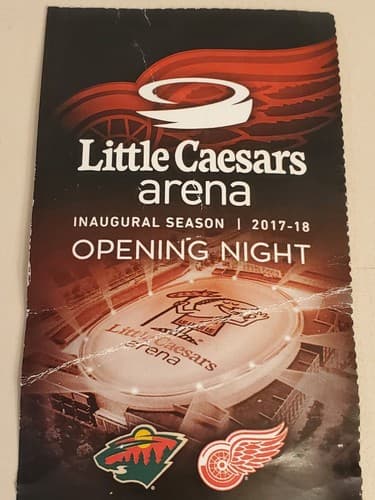 Little Caesars
arena
INAUGURAL SEASON | 2017-18
OPENING NIGHT
Little Caesars
arena